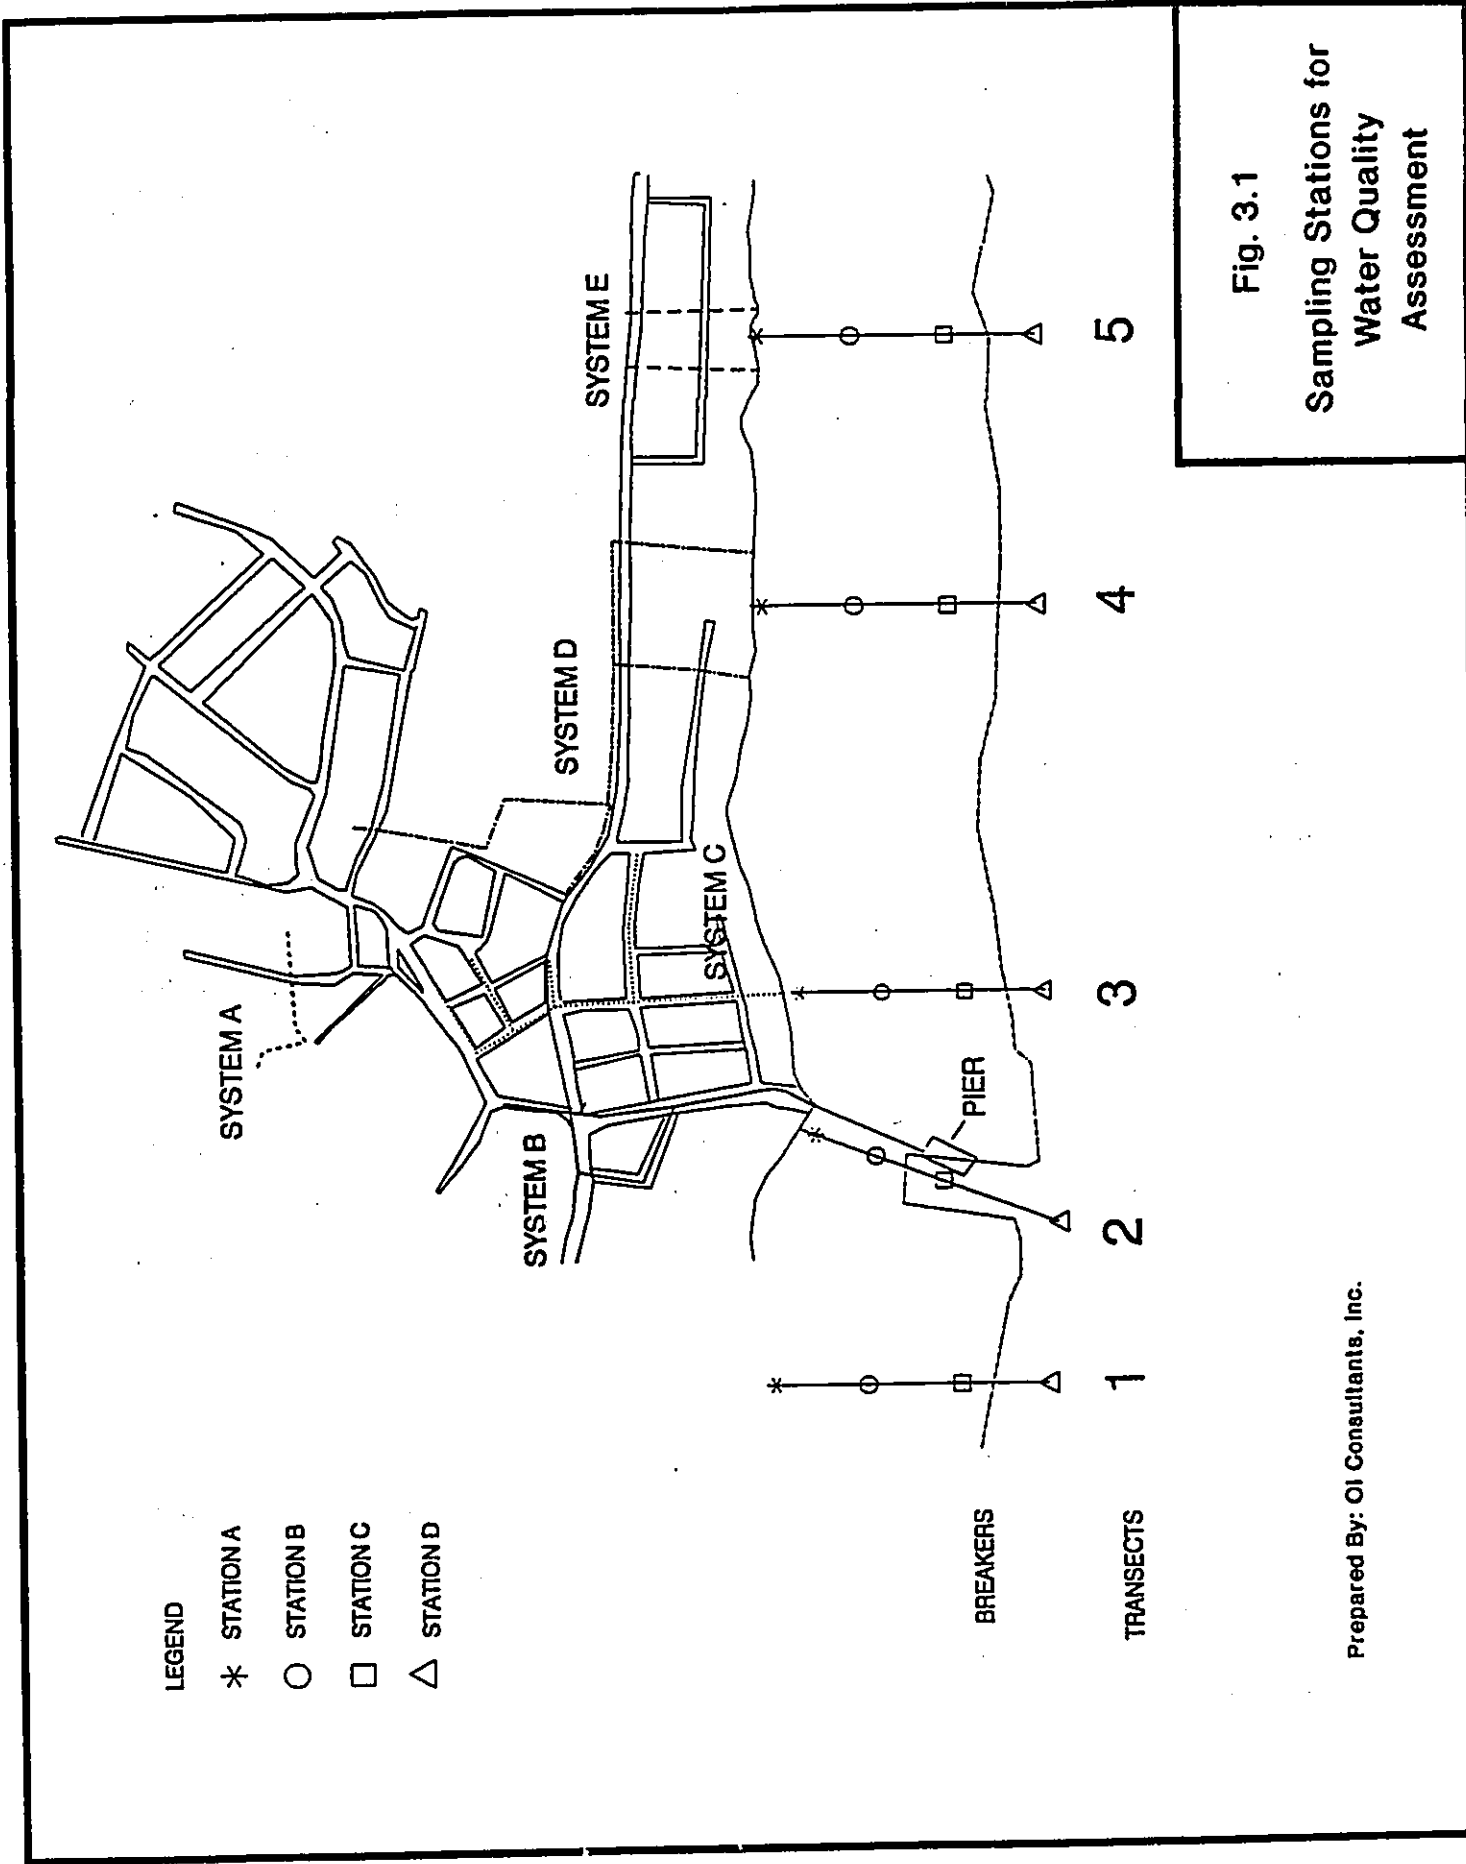 SYSTEM A
SYSTEM B
SYSTEM C
SYSTEM D
SYSTEM E
PIER
LEGEND
STATION A
STATION B
STATION C
STATION D
BREAKERS
TRANSECTS
1
2
3
4
5
Prepared By: OI Consultants, Inc.
Fig. 3.1
Sampling Stations for
Water Quality
Assessment